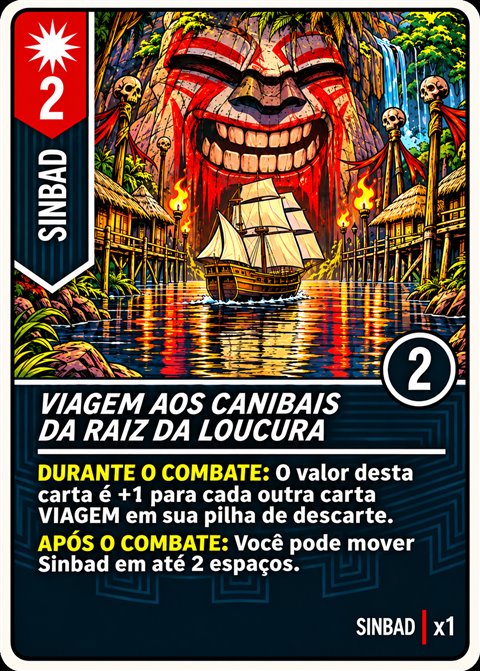 2
SINBAD
2
VIAGEM AOS CANIBAIS
DA RAIZ DA LOUCURA
DURANTE O COMBATE: O valor desta
carta é +1 para cada outra carta
VIAGEM em sua pilha de descarte.
APÓS O COMBATE: Você pode mover
Sinbad em até 2 espaços.
SINBAD | x1